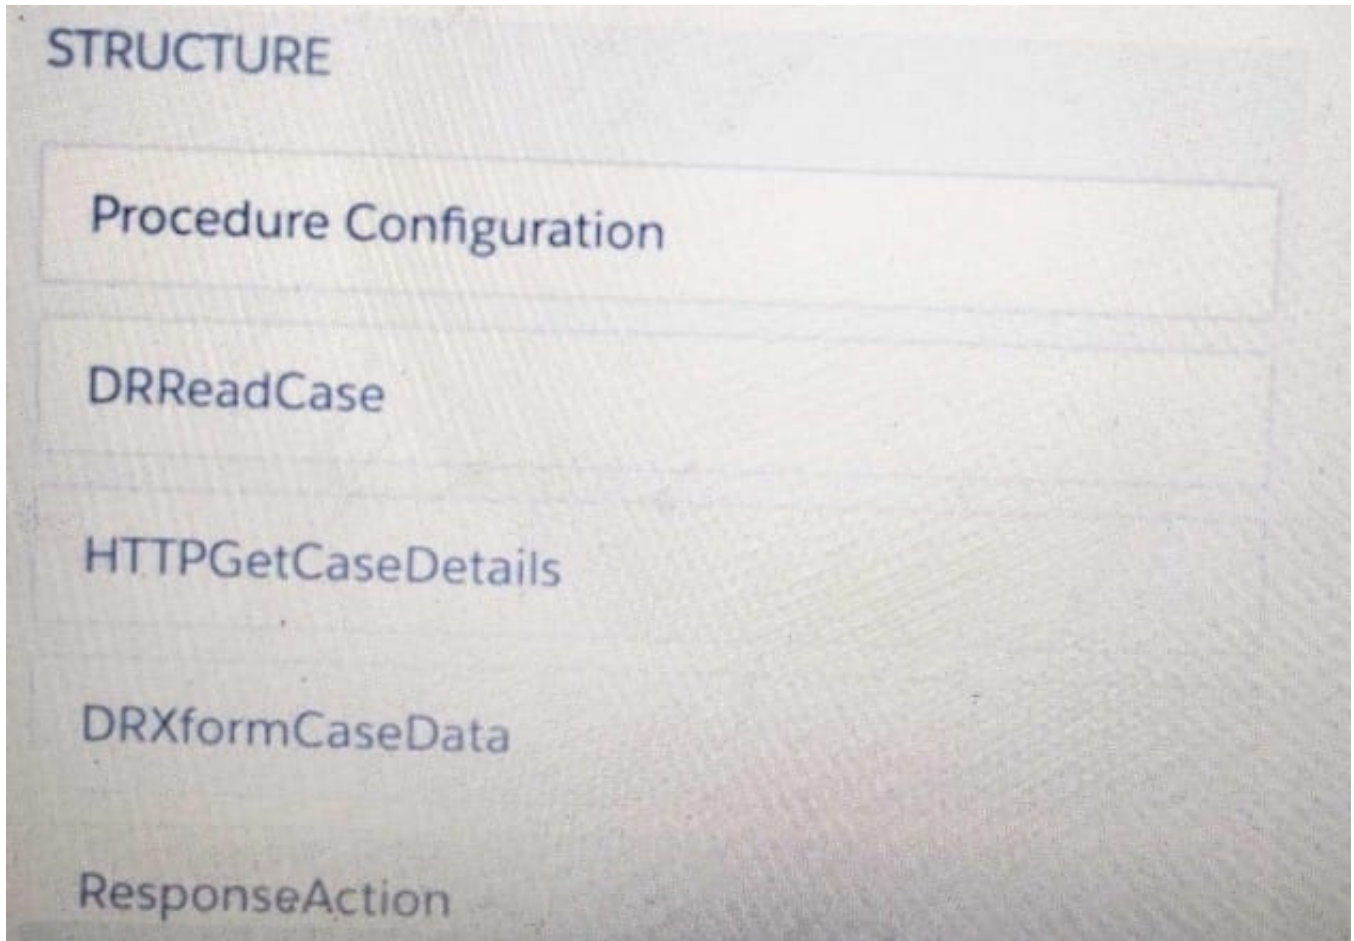 STRUCTURE
Procedure Configuration
DRReadCase
HTTPGetCaseDetails
DRXformCaseData
ResponseAction